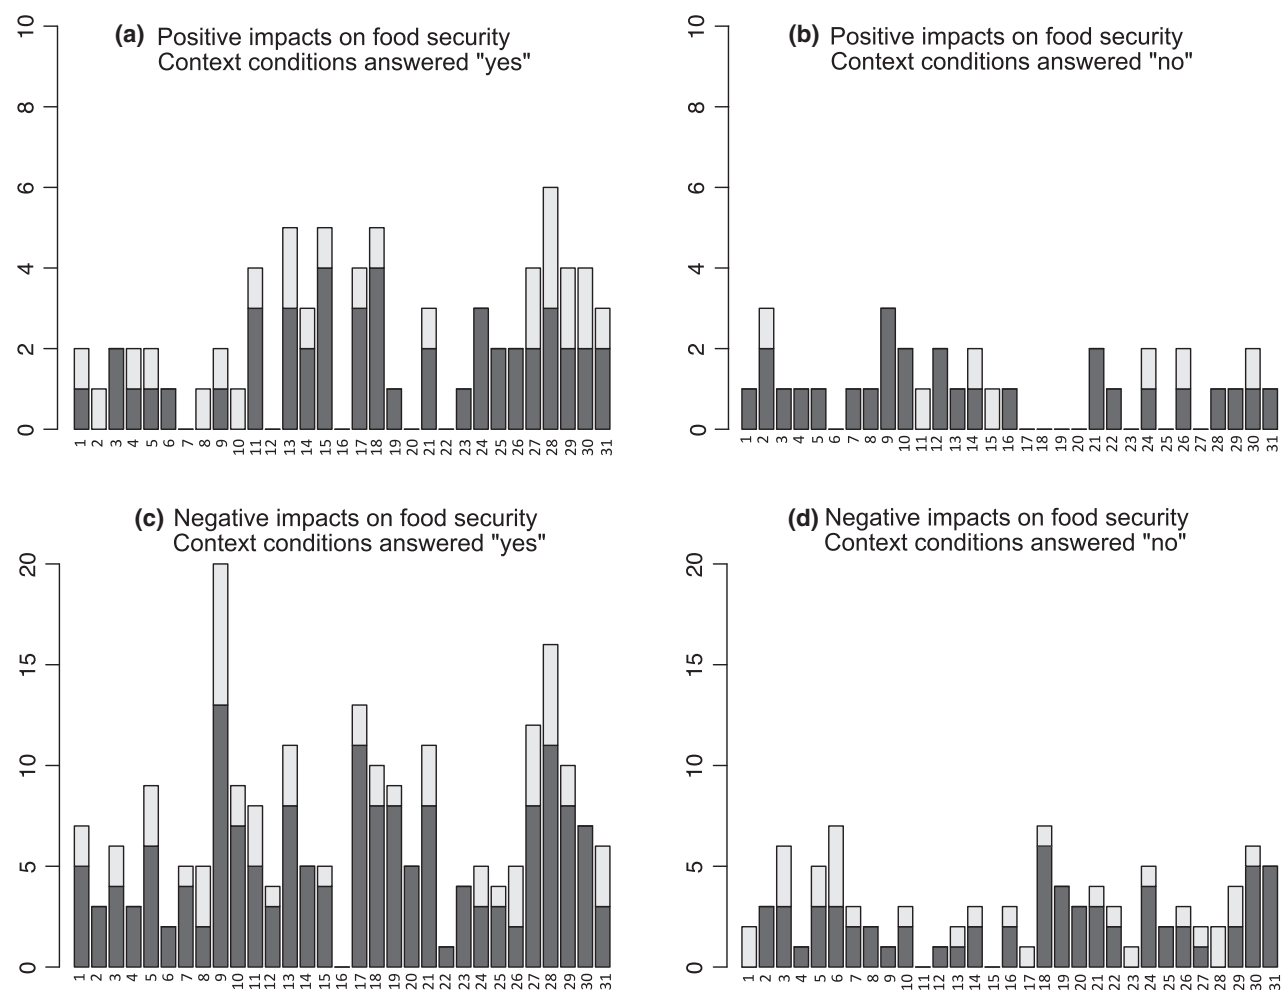 (a) Positive impacts on food security
Context conditions answered "yes"
10
8
6
4
2
0
1 2 3 4 5 6 7 8 9 10 11 12 13 14 15 16 17 18 19 20 21 22 23 24 25 26 27 28 29 30 31
(b) Positive impacts on food security
Context conditions answered "no"
10
8
6
4
2
0
1 2 3 4 5 6 7 8 9 10 11 12 13 14 15 16 17 18 19 20 21 22 23 24 25 26 27 28 29 30 31
(c) Negative impacts on food security
Context conditions answered "yes"
20
15
10
5
0
1 2 3 4 5 6 7 8 9 10 11 12 13 14 15 16 17 18 19 20 21 22 23 24 25 26 27 28 29 30 31
(d) Negative impacts on food security
Context conditions answered "no"
20
15
10
5
0
1 2 3 4 5 6 7 8 9 10 11 12 13 14 15 16 17 18 19 20 21 22 23 24 25 26 27 28 29 30 31